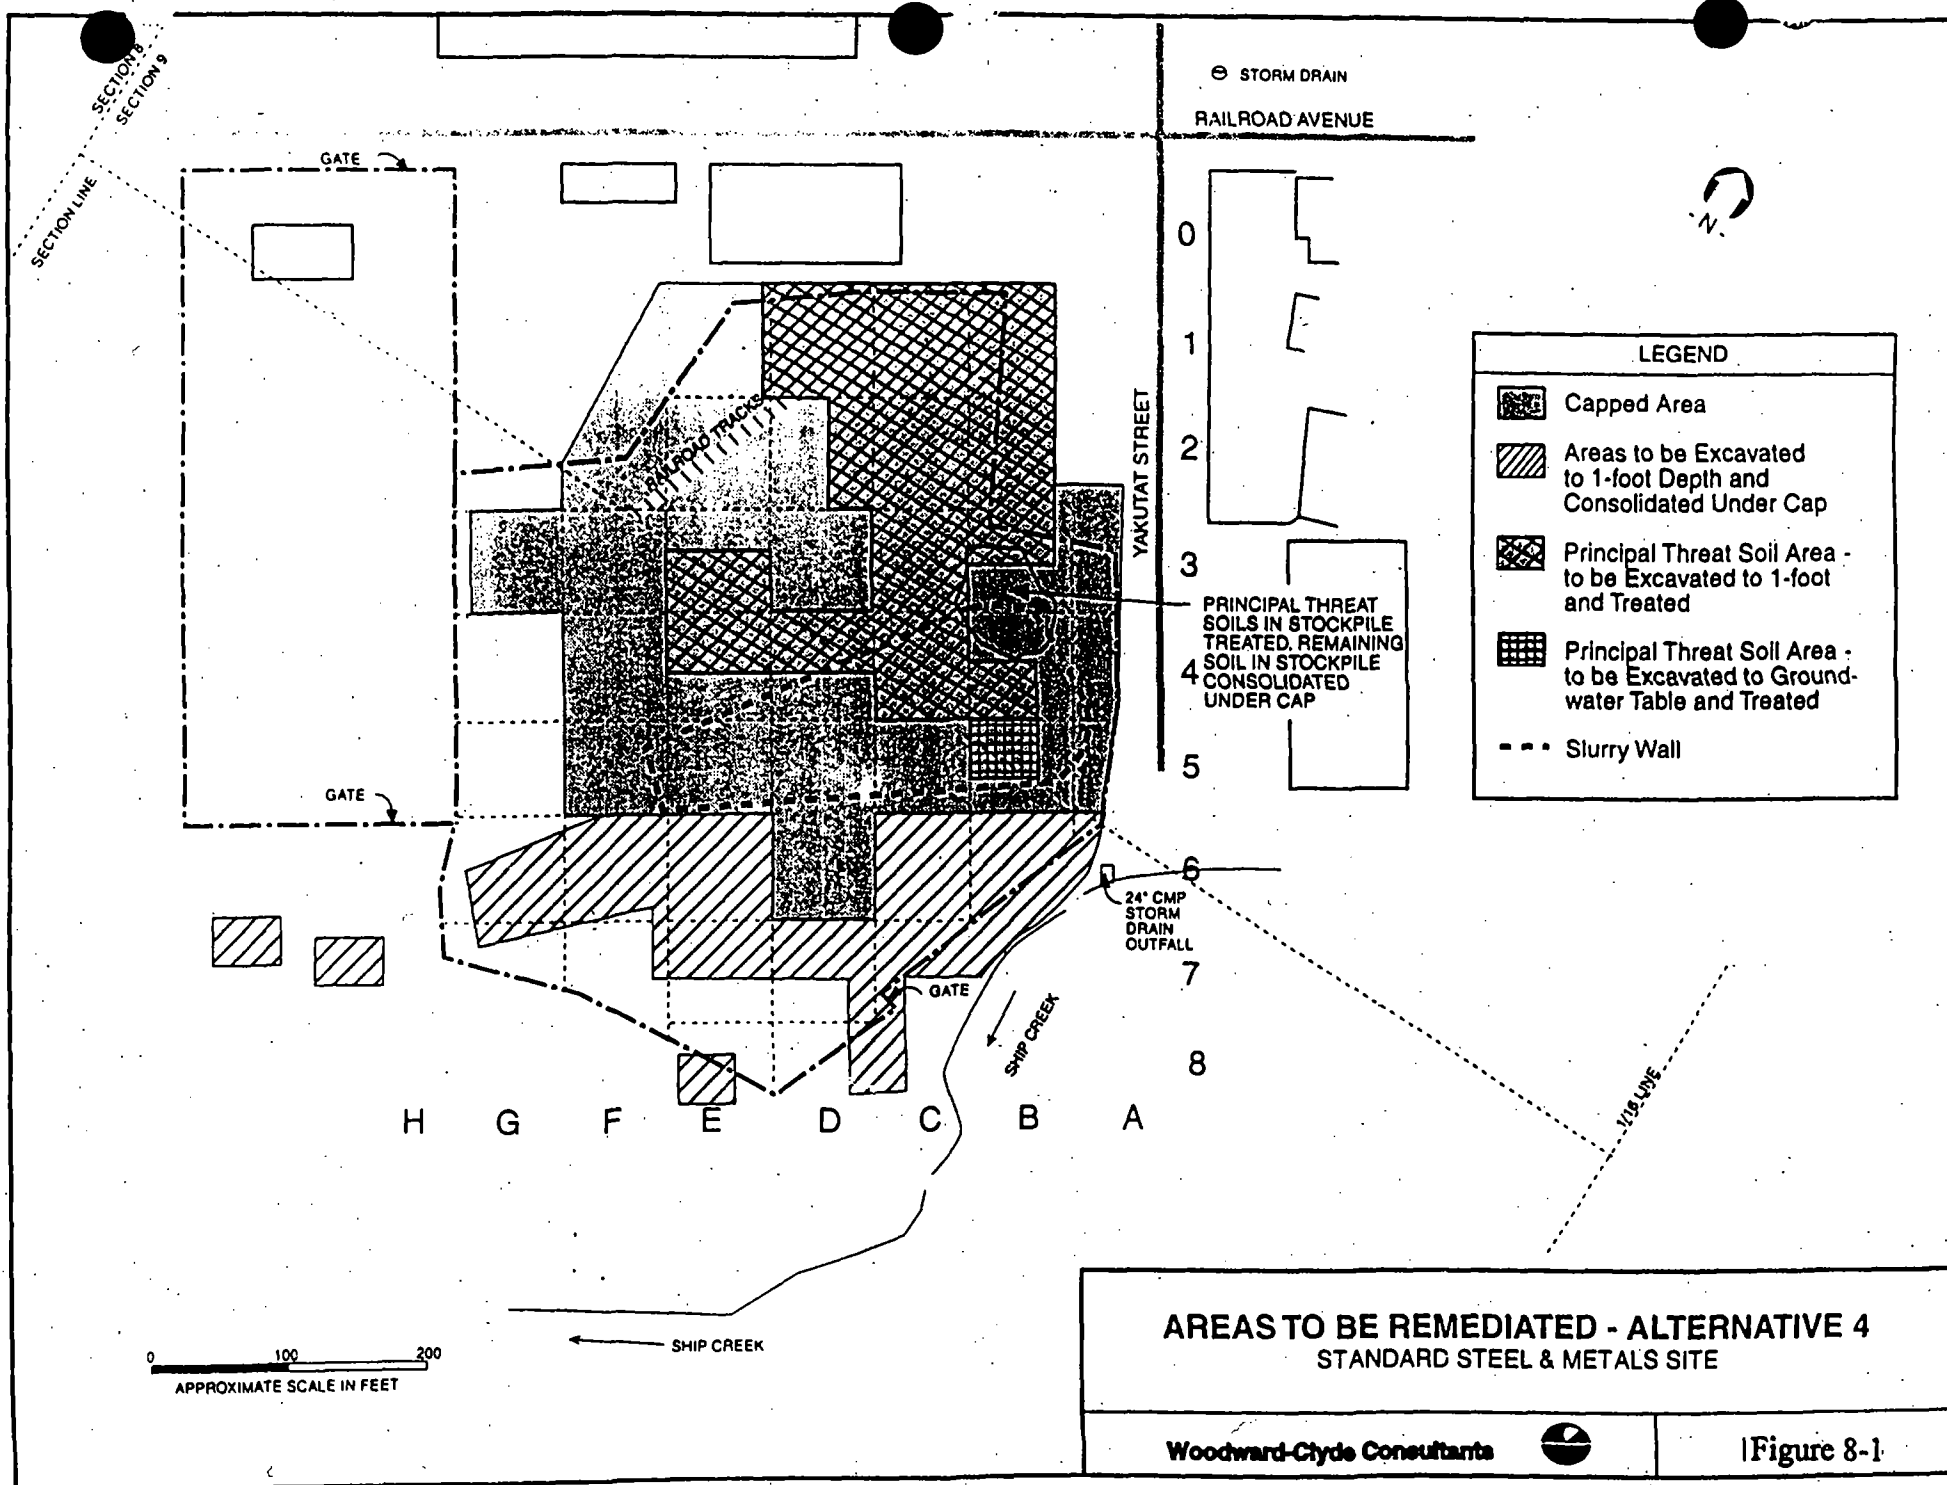 SECTION 8
SECTION 9
SECTION LINE
STORM DRAIN
RAILROAD AVENUE
GATE
N
0
1
2
3
4
5
6
7
8
YAKUTAT STREET
RAILROAD TRACKS
LEGEND
Capped Area
Areas to be Excavated
to 1-foot Depth and
Consolidated Under Cap
Principal Threat Soil Area -
to be Excavated to 1-foot
and Treated
Principal Threat Soil Area -
to be Excavated to Ground-
water Table and Treated
Slurry Wall
PRINCIPAL THREAT
SOILS IN STOCKPILE
TREATED. REMAINING
SOIL IN STOCKPILE
CONSOLIDATED
UNDER CAP
GATE
24" CMP
STORM
DRAIN
OUTFALL
GATE
SHIP CREEK
1/16 LINE
H G F E D C B A
SHIP CREEK
0 100 200
APPROXIMATE SCALE IN FEET
AREAS TO BE REMEDIATED - ALTERNATIVE 4
STANDARD STEEL & METALS SITE
Woodward-Clyde Consultants
Figure 8-1